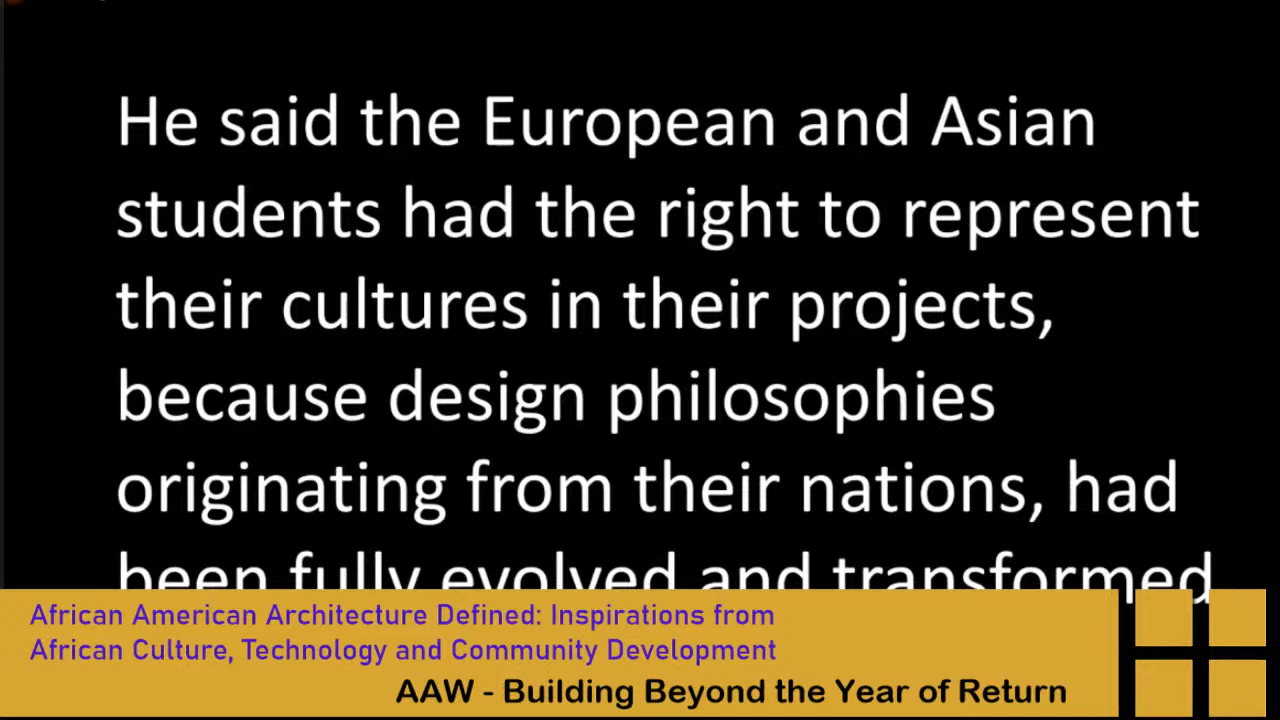 He said the European and Asian
students had the right to represent
their cultures in their projects,
because design philosophies
originating from their nations, had
been fully evolved and transformed
African American Architecture Defined: Inspirations from
African Culture, Technology and Community Development
AAW - Building Beyond the Year of Return